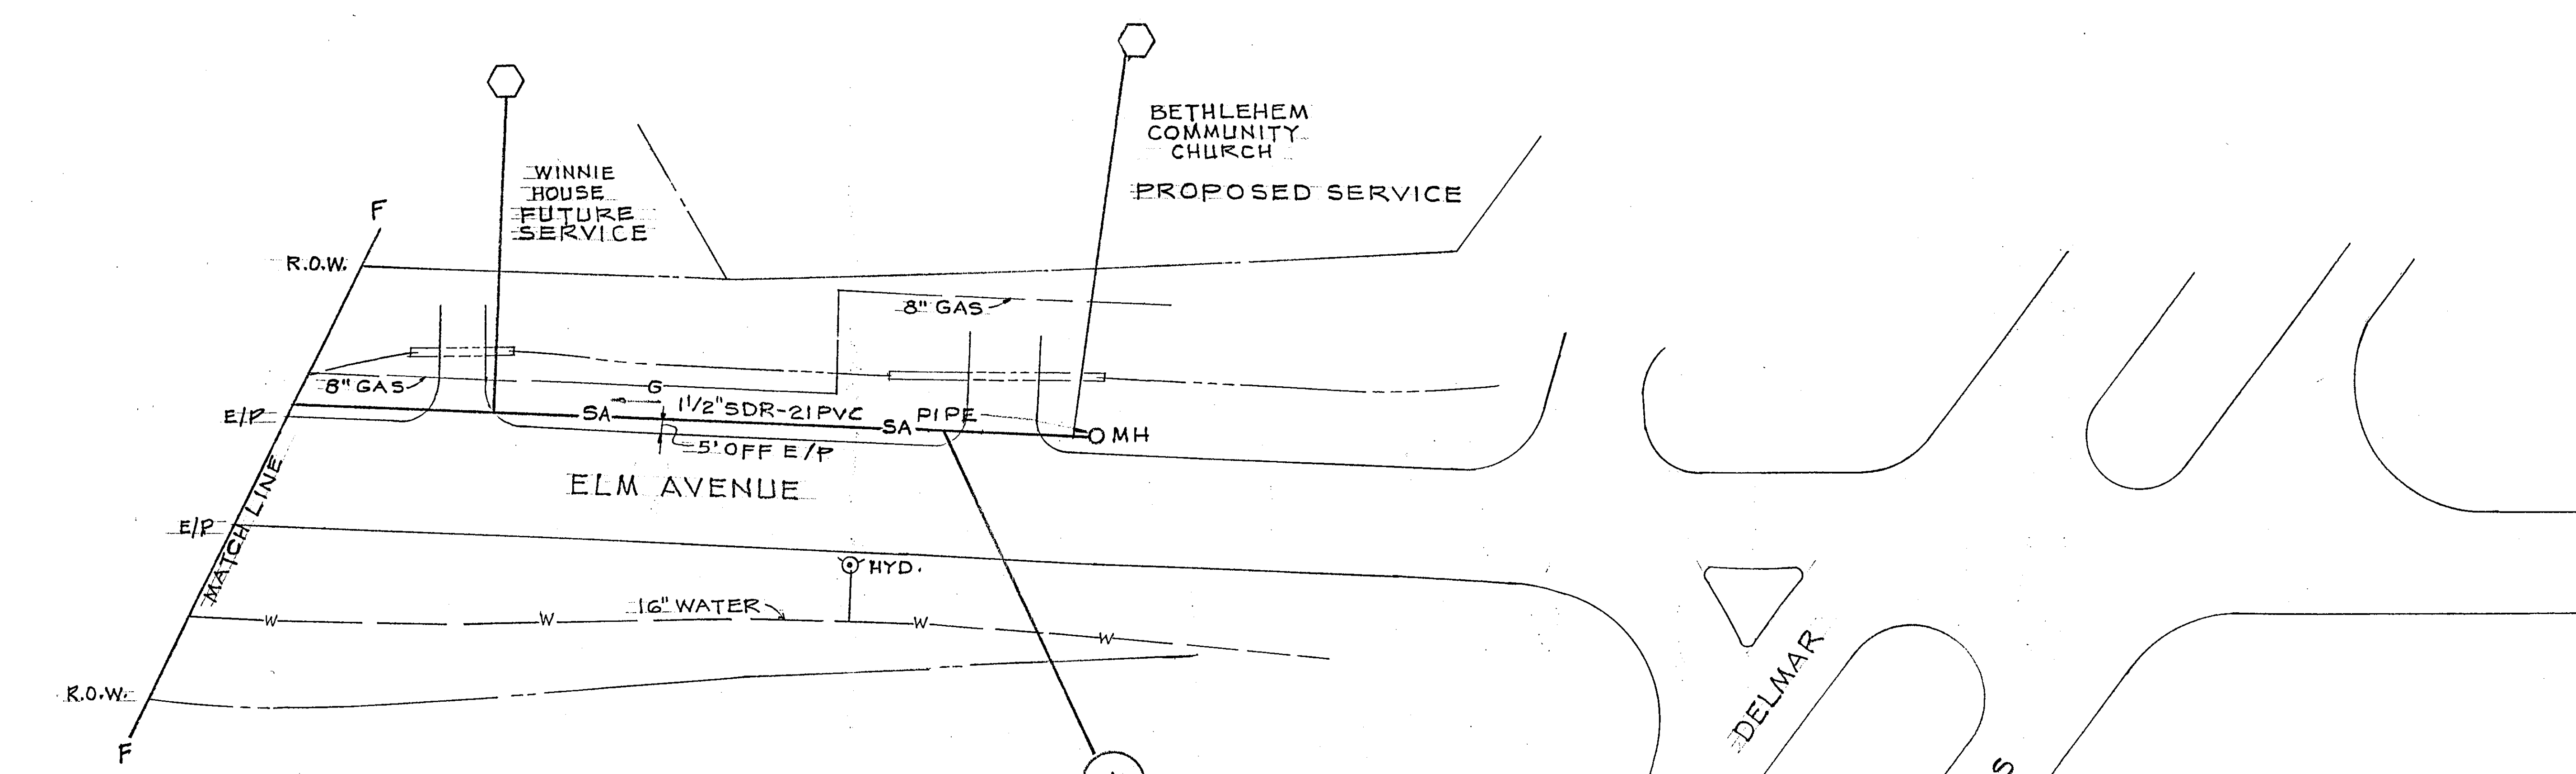 BETHLEHEM
COMMUNITY
CHURCH
PROPOSED SERVICE
WINNIE
HOUSE
FUTURE
SERVICE
F
R.O.W.
8" GAS
8" GAS
G
E/P
SA
1 1/2" SDR-21 PVC
SA
PIPE
MH
5' OFF E/P
ELM AVENUE
MATCH LINE
E/P
HYD.
16" WATER
W
W
W
W
R.O.W.
F
DELMAR
S